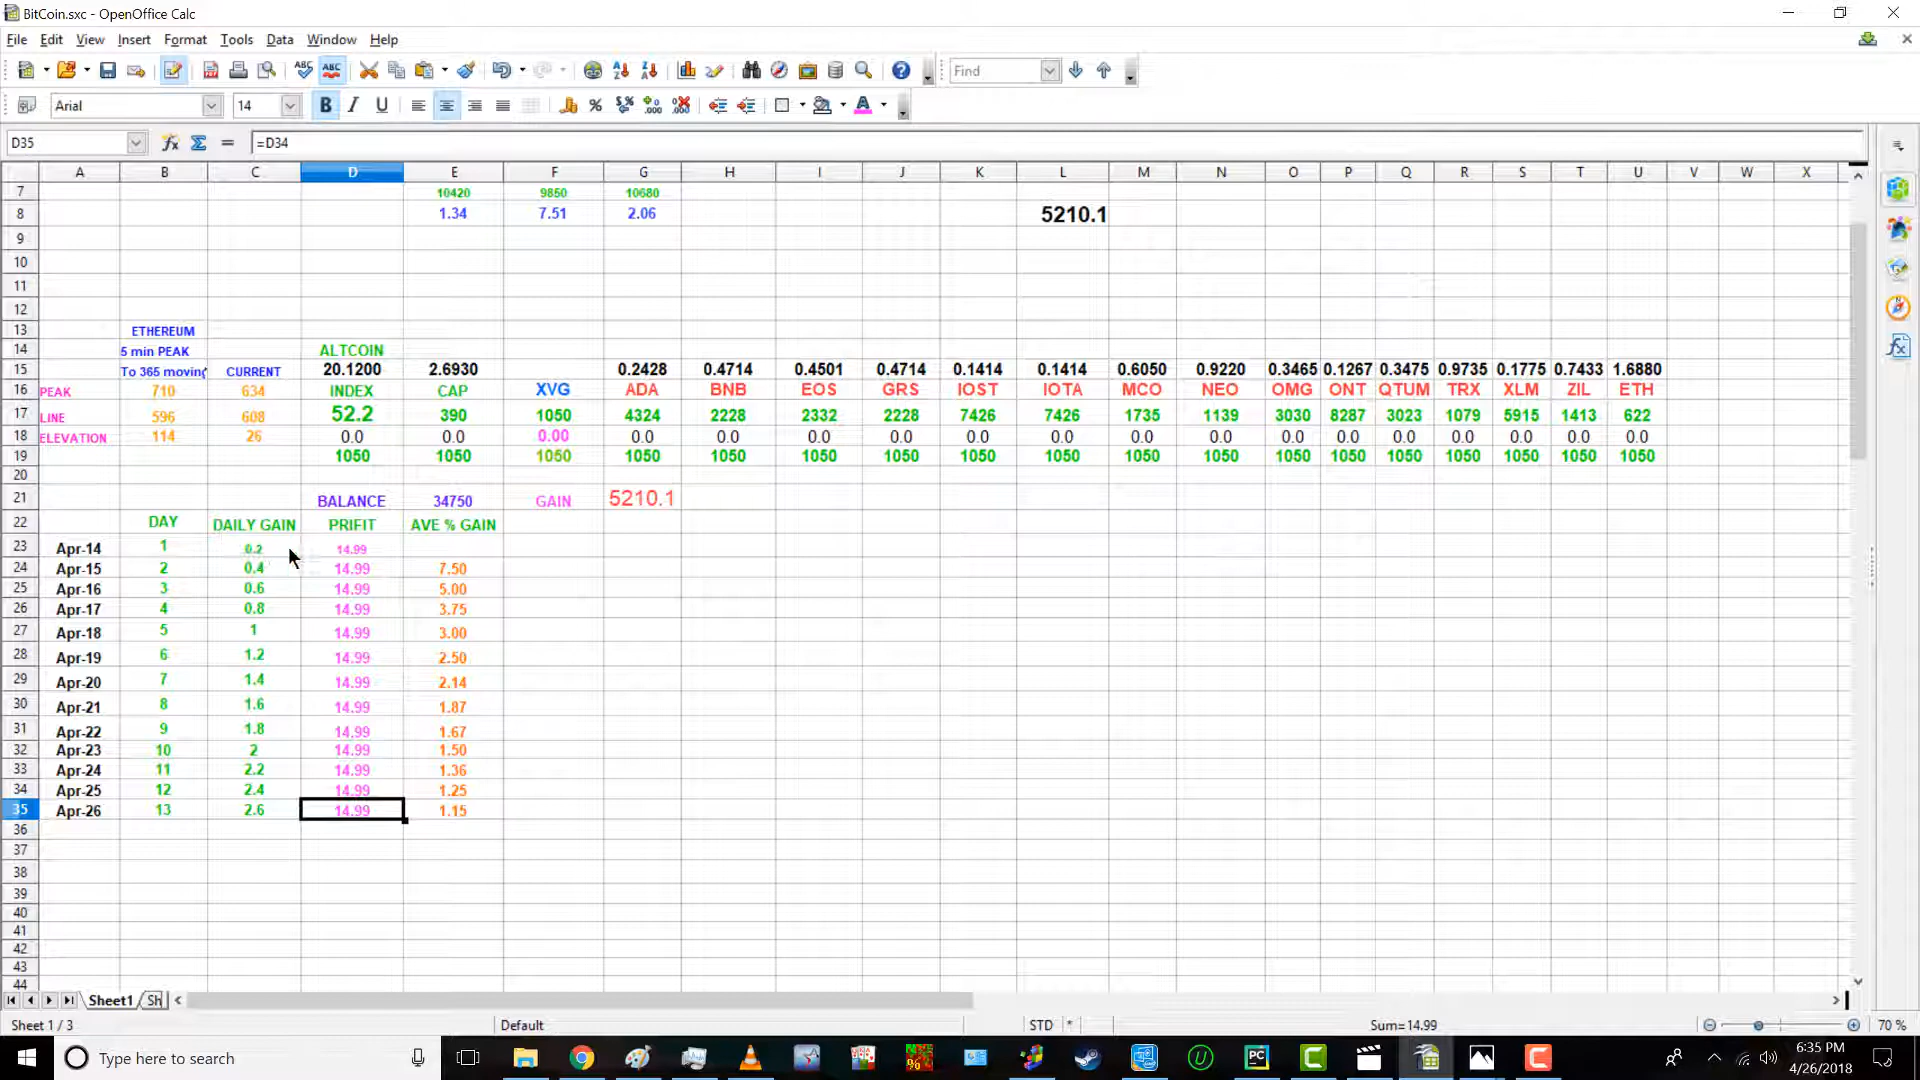 BitCoin.sxc - OpenOffice Calc
File Edit View Insert Format Tools Data Window Help
Find
Arial 14
D35 =D34
A B C D E F G H I J K L M N O P Q R S T U V W X
7 10420 9850 10680
8 1.34 7.51 2.06 5210.1
9
10
11
12
13 ETHEREUM
14 5 min PEAK ALTCOIN
15 To 365 moving CURRENT 20.1200 2.6930 0.2428 0.4714 0.4501 0.4714 0.1414 0.1414 0.6050 0.9220 0.3465 0.1267 0.3475 0.9735 0.1775 0.7433 1.6880
16 PEAK 710 634 INDEX CAP XVG ADA BNB EOS GRS IOST IOTA MCO NEO OMG ONT QTUM TRX XLM ZIL ETH
17 LINE 596 608 52.2 390 1050 4324 2228 2332 2228 7426 7426 1735 1139 3030 8287 3023 1079 5915 1413 622
18 ELEVATION 114 26 0.0 0.0 0.00 0.0 0.0 0.0 0.0 0.0 0.0 0.0 0.0 0.0 0.0 0.0 0.0 0.0 0.0 0.0
19 1050 1050 1050 1050 1050 1050 1050 1050 1050 1050 1050 1050 1050 1050 1050 1050 1050 1050
20
21 BALANCE 34750 GAIN 5210.1
22 DAY DAILY GAIN PRIFIT AVE % GAIN
23 Apr-14 1 0.2 14.99
24 Apr-15 2 0.4 14.99 7.50
25 Apr-16 3 0.6 14.99 5.00
26 Apr-17 4 0.8 14.99 3.75
27 Apr-18 5 1 14.99 3.00
28 Apr-19 6 1.2 14.99 2.50
29 Apr-20 7 1.4 14.99 2.14
30 Apr-21 8 1.6 14.99 1.87
31 Apr-22 9 1.8 14.99 1.67
32 Apr-23 10 2 14.99 1.50
33 Apr-24 11 2.2 14.99 1.36
34 Apr-25 12 2.4 14.99 1.25
35 Apr-26 13 2.6 14.99 1.15
36
37
38
39
40
41
42
43
44
Sheet1 Sh
Sheet 1 / 3 Default STD * Sum=14.99 70 %
Type here to search
6:35 PM
4/26/2018